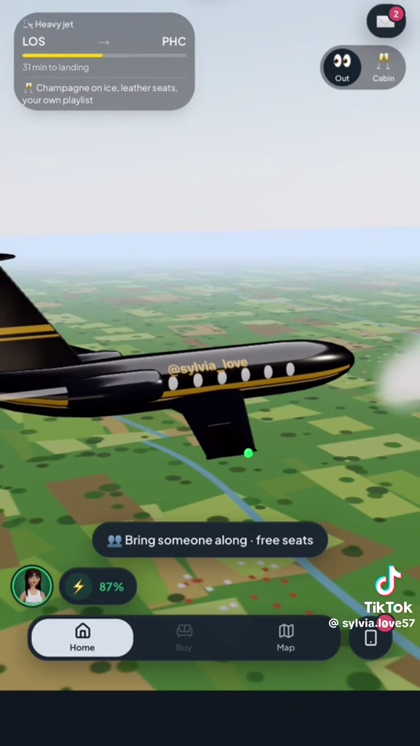 Heavy jet
LOS → PHC
31 min to landing
🥂 Champagne on ice, leather seats,
your own playlist
2
👀 Out
🥂 Cabin
@sylvia_love
👥 Bring someone along · free seats
⚡ 87%
Home
Buy
Map
TikTok
@ sylvia.love57